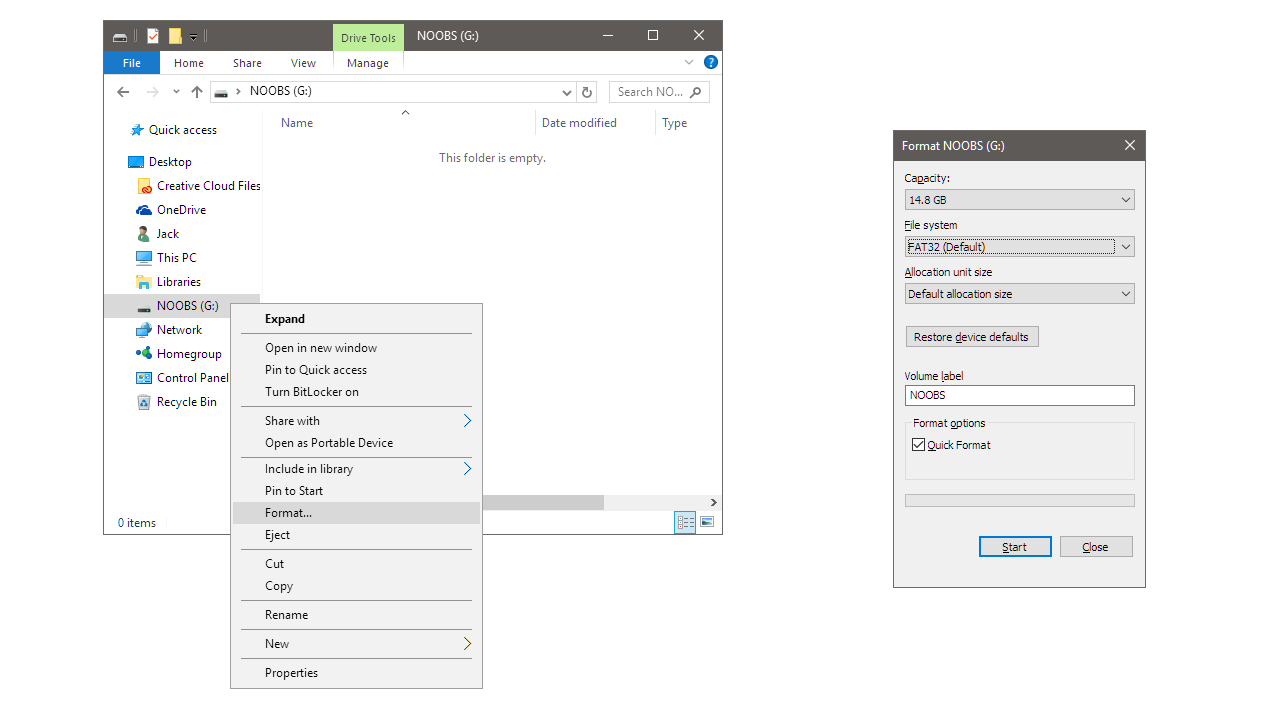 Drive Tools NOOBS (G:)
File Home Share View Manage
NOOBS (G:) Search NO...
Name Date modified Type
This folder is empty.
Quick access
Desktop
Creative Cloud Files
OneDrive
Jack
This PC
Libraries
NOOBS (G:)
Network
Homegroup
Control Panel
Recycle Bin
0 items
Expand
Open in new window
Pin to Quick access
Turn BitLocker on
Share with
Open as Portable Device
Include in library
Pin to Start
Format...
Eject
Cut
Copy
Rename
New
Properties
Format NOOBS (G:)
Capacity:
14.8 GB
File system
FAT32 (Default)
Allocation unit size
Default allocation size
Restore device defaults
Volume label
NOOBS
Format options
Quick Format
Start Close